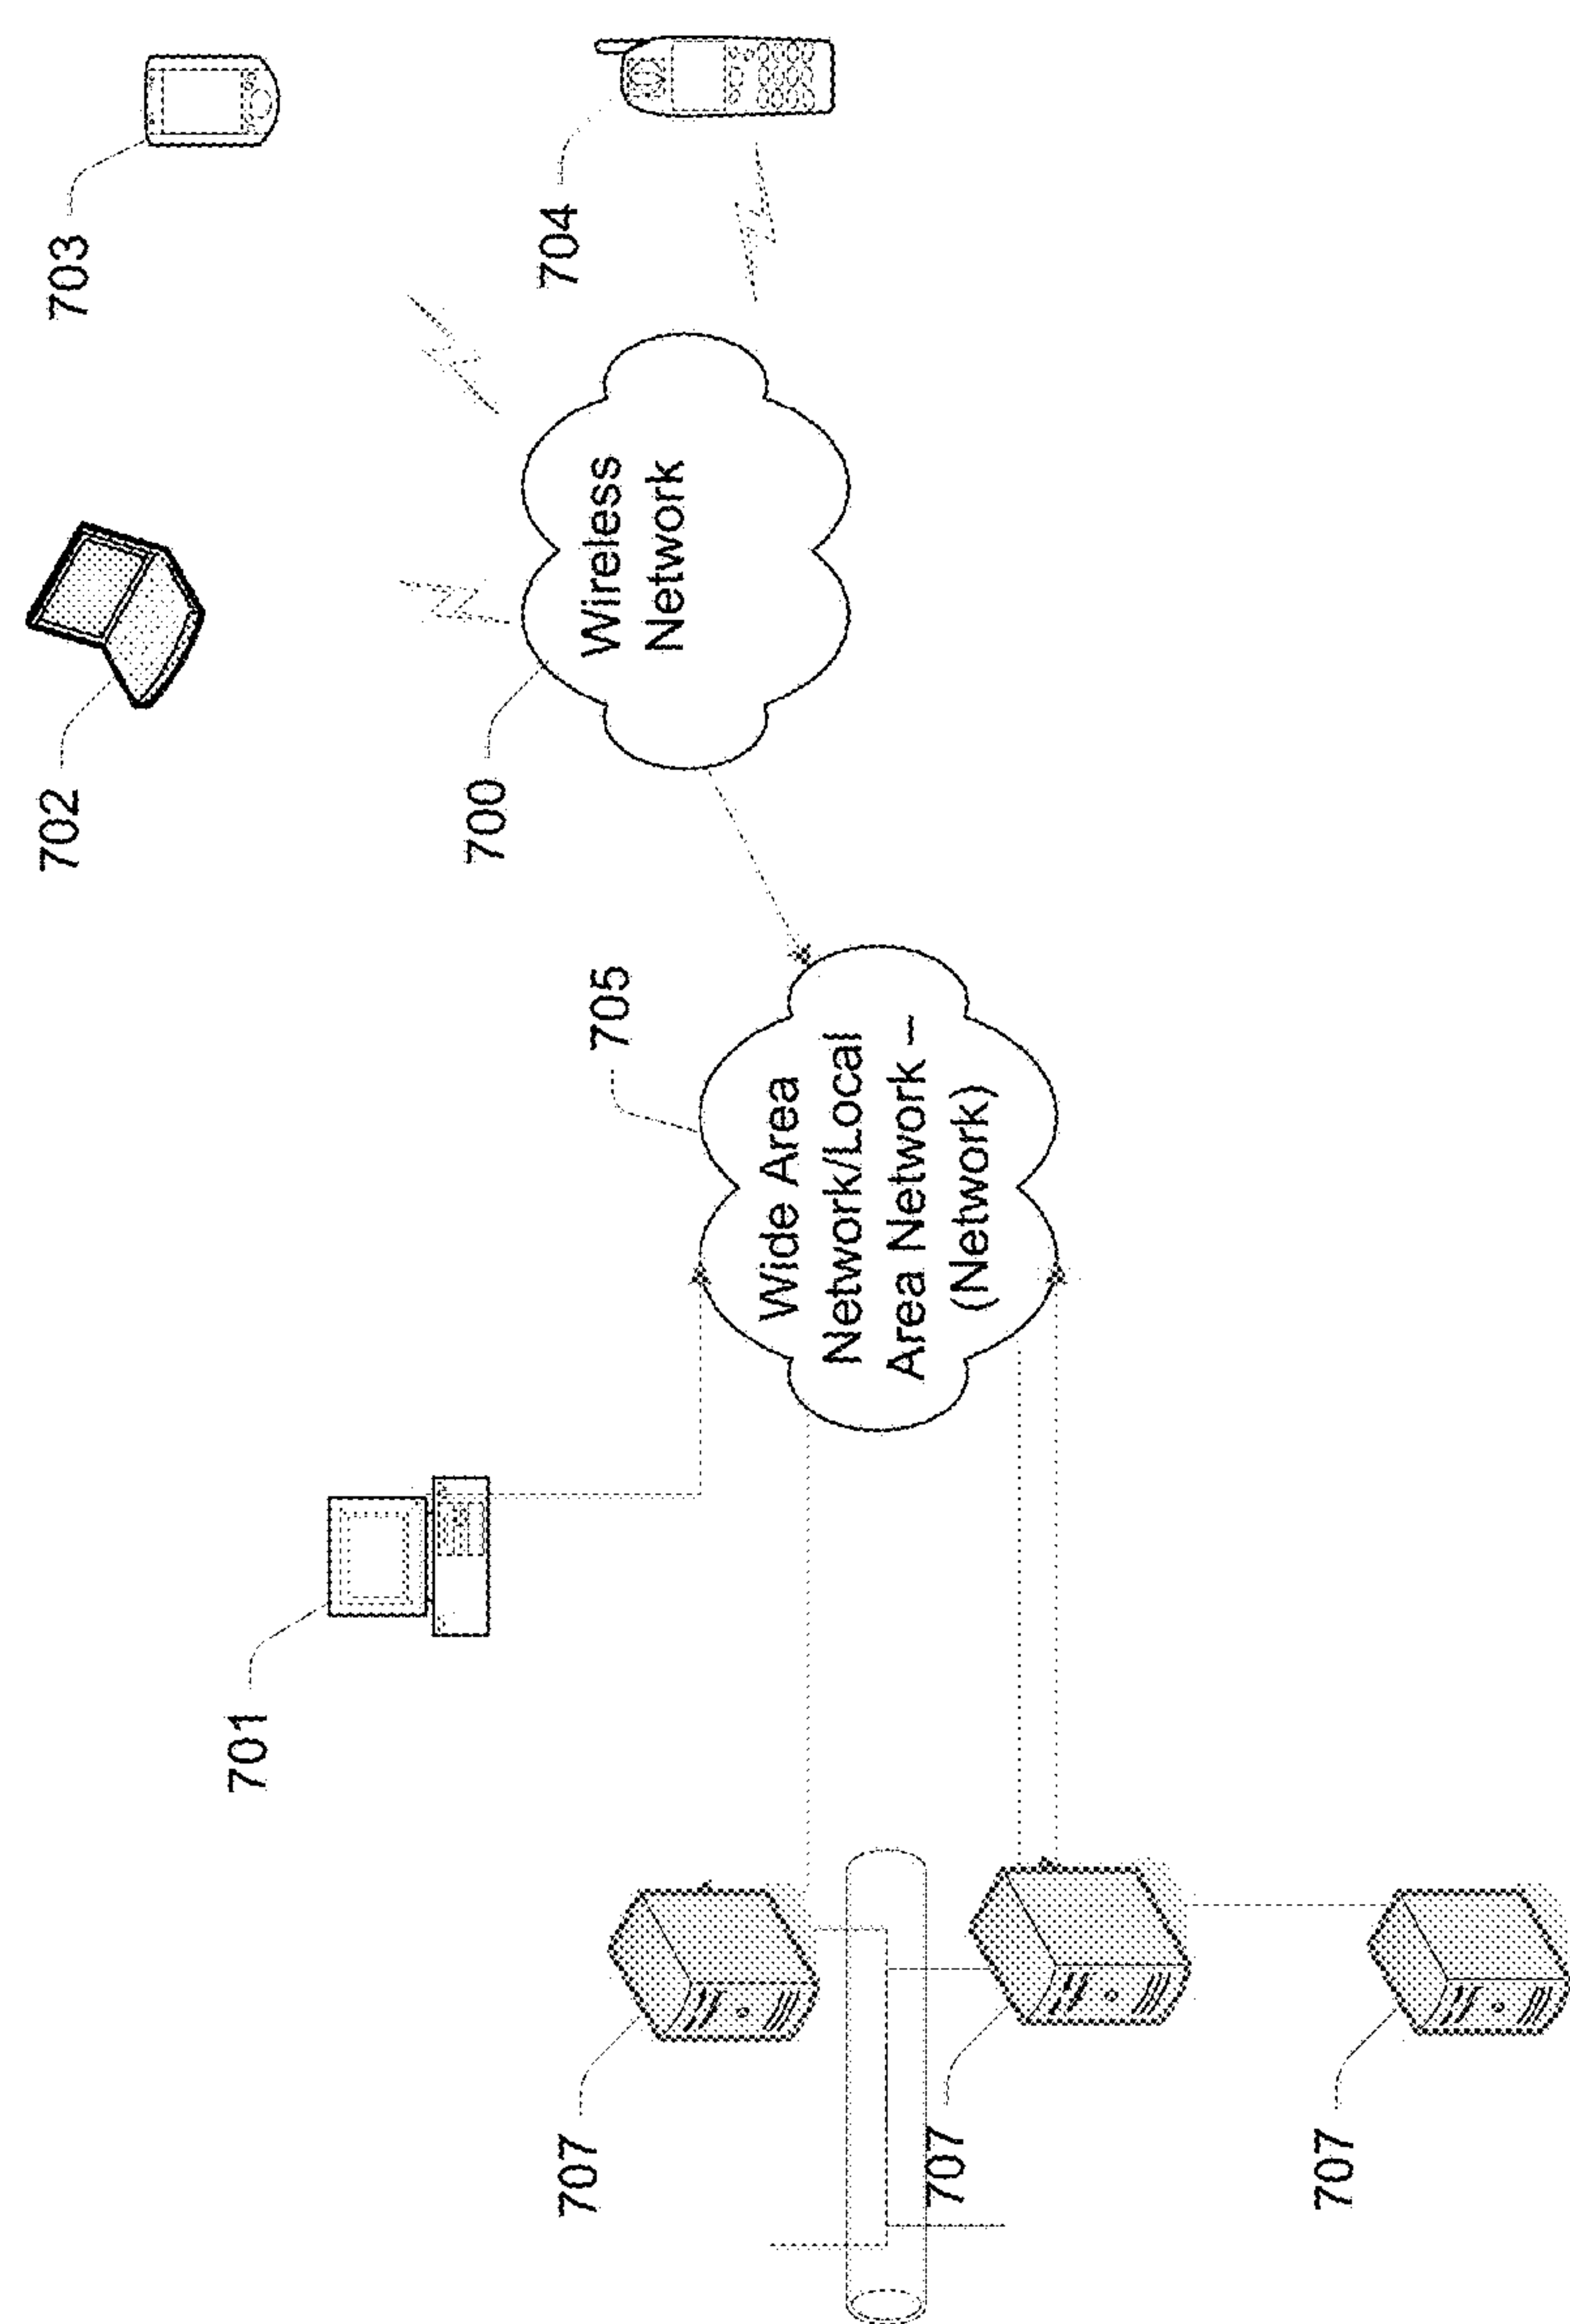 703
704
702
Wireless
Network
700
705
Wide Area
Network/Local
Area Network –
(Network)
701
707
707
707